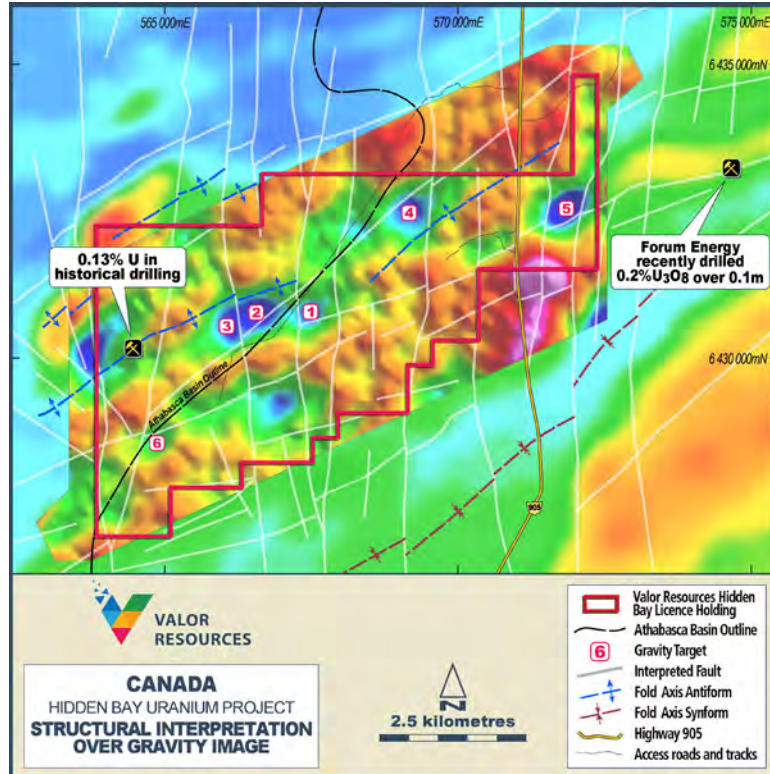 565 000mE
570 000mE
575 000mE
6 435 000mN
4
5
0.13% U in
historical drilling
Forum Energy
recently drilled
0.2%U₃O₈ over 0.1m
3
2
1
6 430 000mN
Athabasca Basin Outline
6
905
VALOR
RESOURCES
CANADA
HIDDEN BAY URANIUM PROJECT
STRUCTURAL INTERPRETATION
OVER GRAVITY IMAGE
N
2.5 kilometres
Valor Resources Hidden
Bay Licence Holding
Athabasca Basin Outline
6
Gravity Target
Interpreted Fault
Fold Axis Antiform
Fold Axis Synform
Highway 905
Access roads and tracks